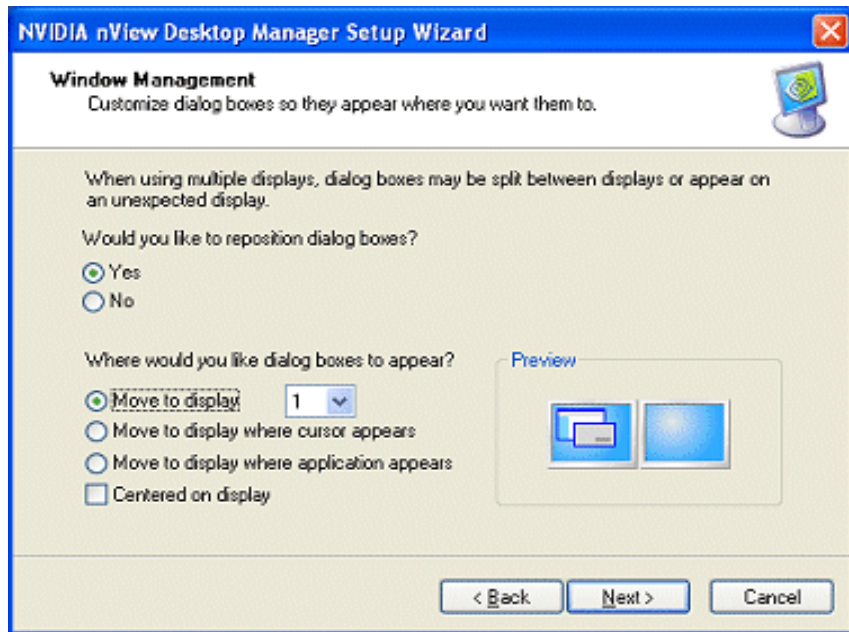 NVIDIA nView Desktop Manager Setup Wizard
Window Management
Customize dialog boxes so they appear where you want them to.
When using multiple displays, dialog boxes may be split between displays or appear on
an unexpected display.
Would you like to reposition dialog boxes?
Yes
No
Where would you like dialog boxes to appear?
Preview
Move to display 1
Move to display where cursor appears
Move to display where application appears
Centered on display
< Back Next > Cancel